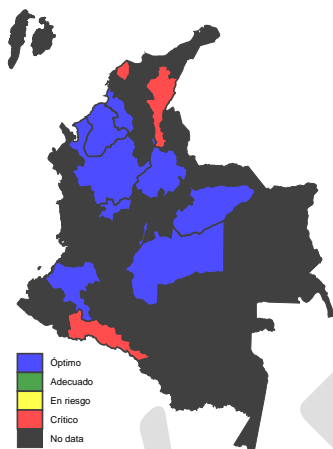 Óptimo
Adecuado
En riesgo
Crítico
No data